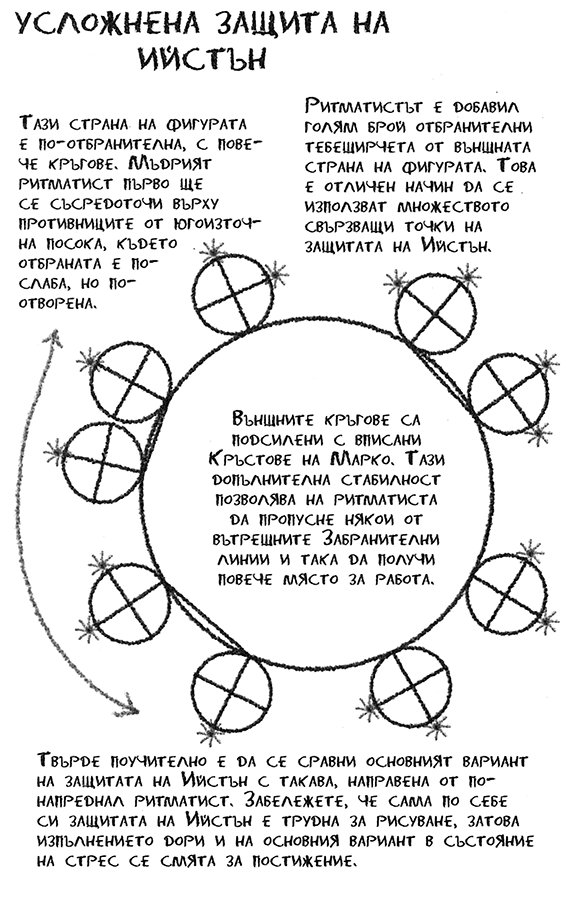 УСЛОЖНЕНА ЗАЩИТА НА
ИЙСТЪН
ТАЗИ СТРАНА НА ФИГУРАТА
Е ПО-ОТБРАНИТЕЛНА, С ПОВЕ-
ЧЕ КРЪГОВЕ. МЪДРИЯТ
РИТМАТИСТ ПЪРВО ЩЕ
СЕ СЪСРЕДОТОЧИ ВЪРХУ
ПРОТИВНИЦИТЕ ОТ ЮГОИЗТОЧ-
НА ПОСОКА, КЪДЕТО
ОТБРАНАТА Е ПО-
СЛАБА, НО ПО-
ОТВОРЕНА.
РИТМАТИСТЪТ Е ДОБАВИЛ
ГОЛЯМ БРОЙ ОТБРАНИТЕЛНИ
ТЕБЕШИРЧЕТА ОТ ВЪНШНАТА
СТРАНА НА ФИГУРАТА. ТОВА
Е ОТЛИЧЕН НАЧИН ДА СЕ
ИЗПОЛЗВАТ МНОЖЕСТВОТО
СВЪРЗВАЩИ ТОЧКИ НА
ЗАЩИТАТА НА ИЙСТЪН.
ВЪНШНИТЕ КРЪГОВЕ СА
ПОДСИЛЕНИ С ВПИСАНИ
КРЪСТОВЕ НА МАРКО. ТАЗИ
ДОПЪЛНИТЕЛНА СТАБИЛНОСТ
ПОЗВОЛЯВА НА РИТМАТИСТА
ДА ПРОПУСНЕ НЯКОИ ОТ
ВЪТРЕШНИТЕ ЗАБРАНИТЕЛНИ
ЛИНИИ И ТАКА ДА ПОЛУЧИ
ПОВЕЧЕ МЯСТО ЗА РАБОТА.
ТВЪРДЕ ПОУЧИТЕЛНО Е ДА СЕ СРАВНИ ОСНОВНИЯТ ВАРИАНТ
НА ЗАЩИТАТА НА ИЙСТЪН С ТАКАВА, НАПРАВЕНА ОТ ПО-
НАПРЕДНАЛ РИТМАТИСТ. ЗАБЕЛЕЖЕТЕ, ЧЕ САМА ПО СЕБЕ
СИ ЗАЩИТАТА НА ИЙСТЪН Е ТРУДНА ЗА РИСУВАНЕ, ЗАТОВА
ИЗПЪЛНЕНИЕТО ДОРИ И НА ОСНОВНИЯ ВАРИАНТ В СЪСТОЯНИЕ
НА СТРЕС СЕ СМЯТА ЗА ПОСТИЖЕНИЕ.